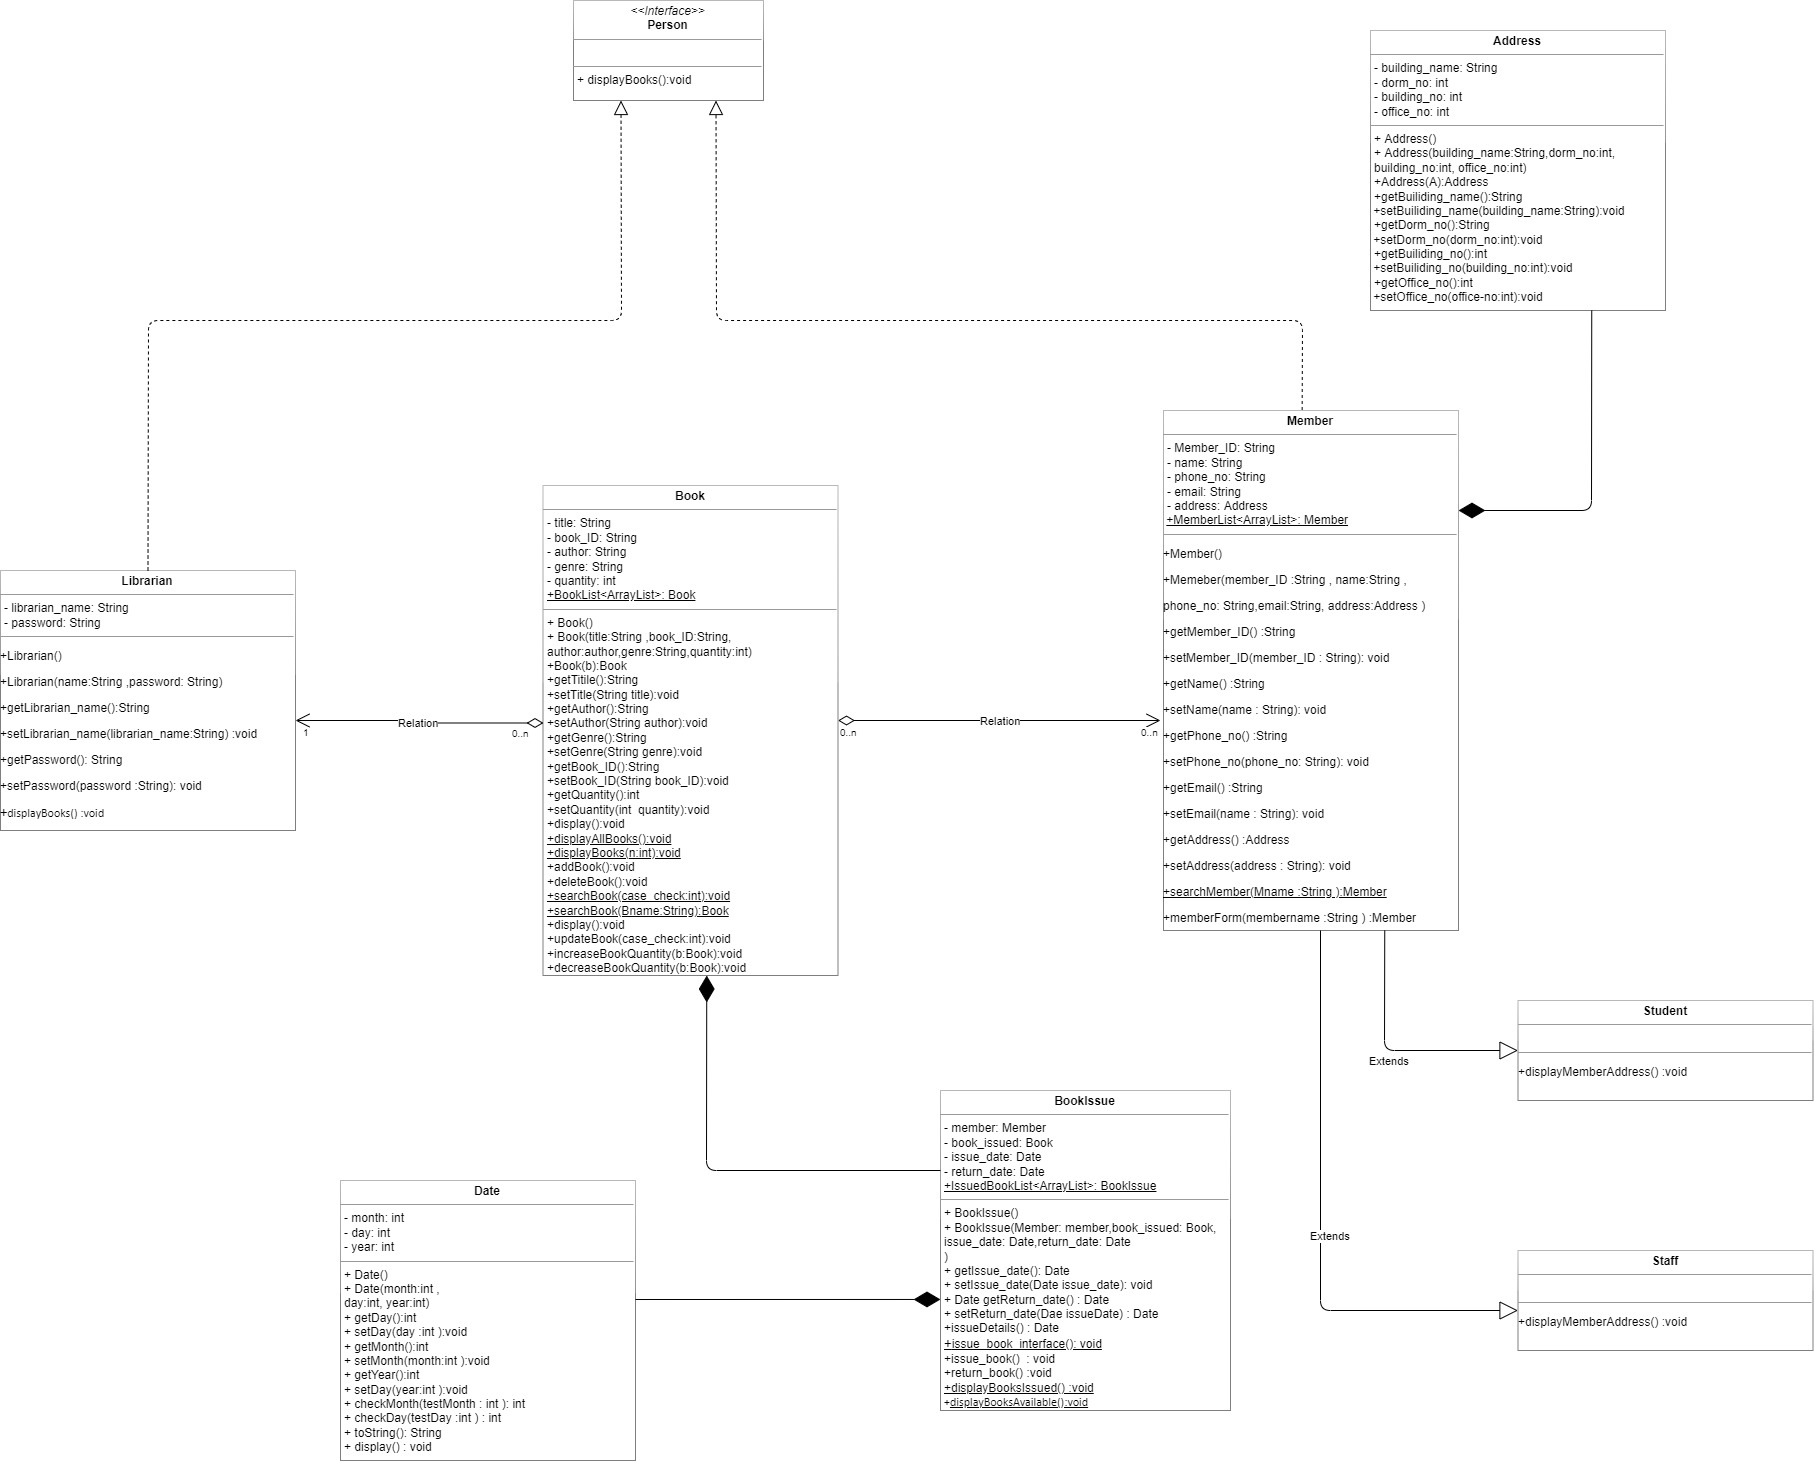 <<Interface>>
Person
+ displayBooks():void
Address
- building_name: String
- dorm_no: int
- building_no: int
- office_no: int
+ Address()
+ Address(building_name:String,dorm_no:int,
building_no:int, office_no:int)
+Address(A):Address
+getBuiliding_name():String
+setBuiliding_name(building_name:String):void
+getDorm_no():String
+setDorm_no(dorm_no:int):void
+getBuiliding_no():int
+setBuiliding_no(building_no:int):void
+getOffice_no():int
+setOffice_no(office-no:int):void
Member
- Member_ID: String
- name: String
- phone_no: String
- email: String
- address: Address
+MemberList<ArrayList>: Member
+Member()
+Memeber(member_ID :String , name:String ,
phone_no: String,email:String, address:Address )
+getMember_ID() :String
+setMember_ID(member_ID : String): void
+getName() :String
+setName(name : String): void
+getPhone_no() :String
+setPhone_no(phone_no: String): void
+getEmail() :String
+setEmail(name : String): void
+getAddress() :Address
+setAddress(address : String): void
+searchMember(Mname :String ):Member
+memberForm(membername :String ) :Member
Book
- title: String
- book_ID: String
- author: String
- genre: String
- quantity: int
+BookList<ArrayList>: Book
+ Book()
+ Book(title:String ,book_ID:String,
author:author,genre:String,quantity:int)
+Book(b):Book
+getTitile():String
+setTitle(String title):void
+getAuthor():String
+setAuthor(String author):void
+getGenre():String
+setGenre(String genre):void
+getBook_ID():String
+setBook_ID(String book_ID):void
+getQuantity():int
+setQuantity(int  quantity):void
+display():void
+displayAllBooks():void
+displayBooks(n:int):void
+addBook():void
+deleteBook():void
+searchBook(case_check:int):void
+searchBook(Bname:String):Book
+display():void
+updateBook(case_check:int):void
+increaseBookQuantity(b:Book):void
+decreaseBookQuantity(b:Book):void
Librarian
- librarian_name: String
- password: String
+Librarian()
+Librarian(name:String ,password: String)
+getLibrarian_name():String
+setLibrarian_name(librarian_name:String) :void
+getPassword(): String
+setPassword(password :String): void
+displayBooks() :void
Relation
1
0..n
Relation
0..n
0..n
Student
+displayMemberAddress() :void
Extends
Staff
+displayMemberAddress() :void
Extends
BookIssue
- member: Member
- book_issued: Book
- issue_date: Date
- return_date: Date
+IssuedBookList<ArrayList>: BookIssue
+ BookIssue()
+ BookIssue(Member: member,book_issued: Book,
issue_date: Date,return_date: Date
)
+ getIssue_date(): Date
+ setIssue_date(Date issue_date): void
+ Date getReturn_date() : Date
+ setReturn_date(Dae issueDate) : Date
+issueDetails() : Date
+issue_book_interface(): void
+issue_book()  : void
+return_book() :void
+displayBooksIssued() :void
+displayBooksAvailable():void
Date
- month: int
- day: int
- year: int
+ Date()
+ Date(month:int ,
day:int, year:int)
+ getDay():int
+ setDay(day :int ):void
+ getMonth():int
+ setMonth(month:int ):void
+ getYear():int
+ setDay(year:int ):void
+ checkMonth(testMonth : int ): int
+ checkDay(testDay :int ) : int
+ toString(): String
+ display() : void